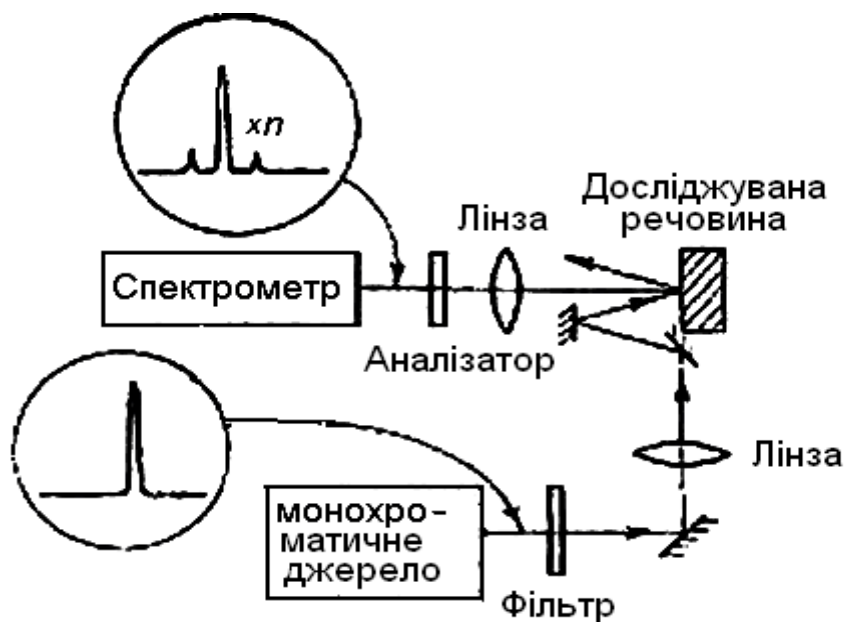 xn
Лінза
Досліджувана
речовина
Спектрометр
Аналізатор
Лінза
монохро-
матичне
джерело
Фільтр